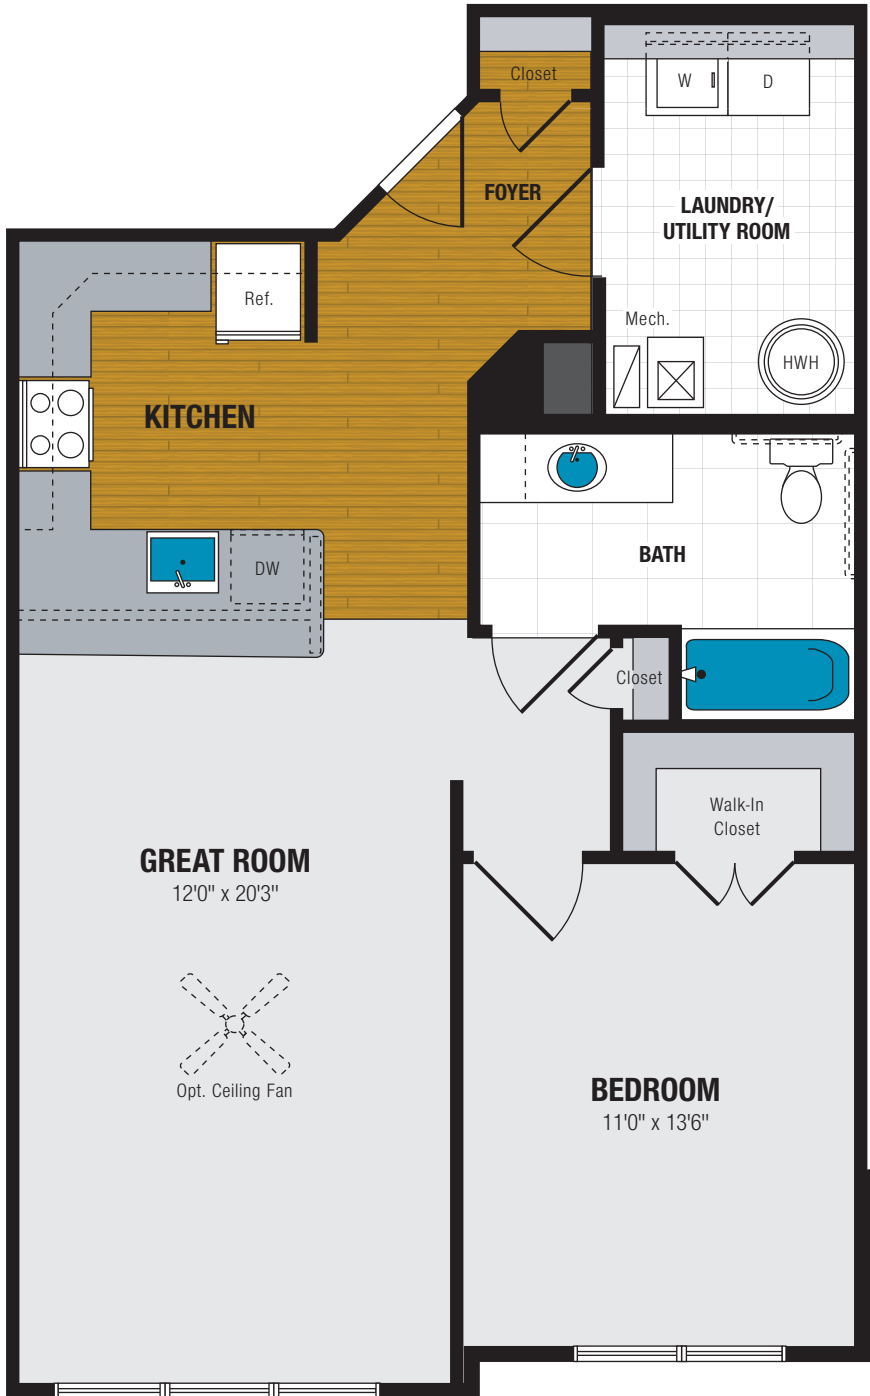 Closet
W
D
FOYER
LAUNDRY/
UTILITY ROOM
Ref.
Mech.
HWH
KITCHEN
BATH
DW
Closet
Walk-In
Closet
GREAT ROOM
12'0" x 20'3"
Opt. Ceiling Fan
BEDROOM
11'0" x 13'6"